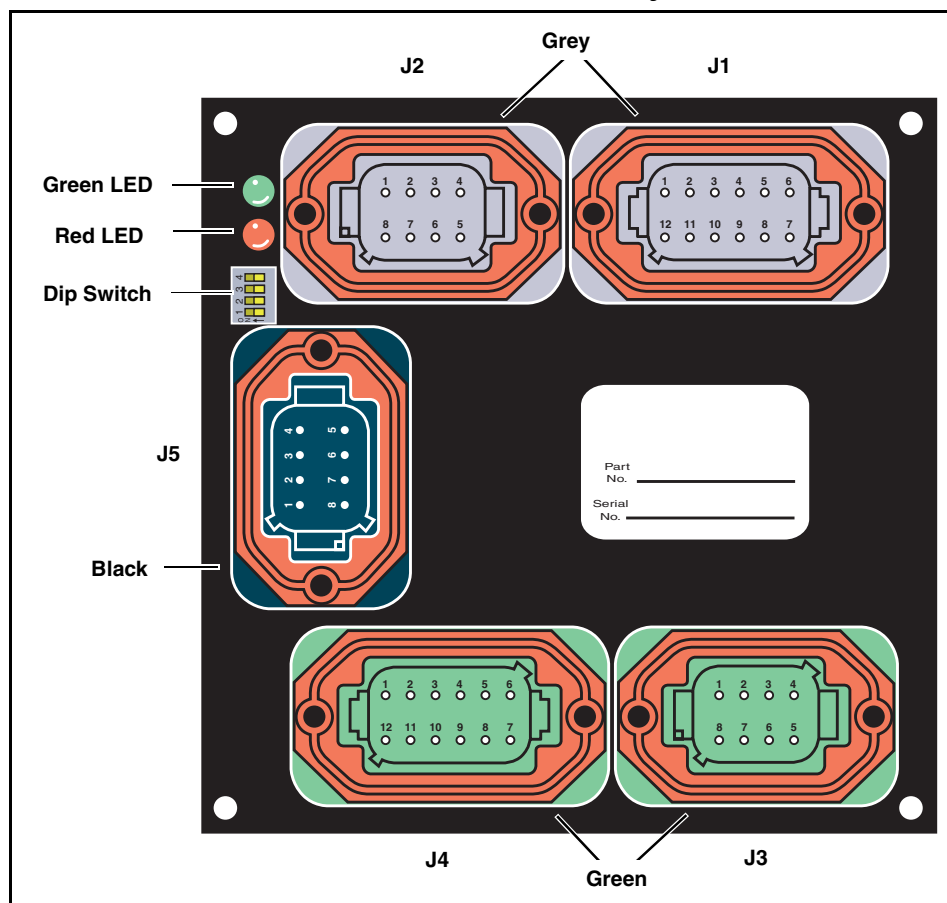 Grey
J2
J1
Green LED
Red LED
Dip Switch
1 2 3 4
8 7 6 5
1 2 3 4 5 6
12 11 10 9 8 7
4
3
2
1
ON
J5
4 5
3 6
2 7
1 8
Part
No.
Serial
No.
Black
1 2 3 4 5 6
12 11 10 9 8 7
1 2 3 4
8 7 6 5
J4
J3
Green